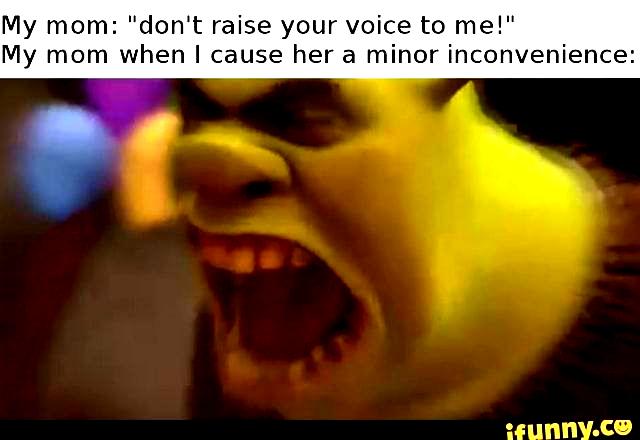 My mom: "don't raise your voice to me!"
My mom when I cause her a minor inconvenience:
ifunny.co